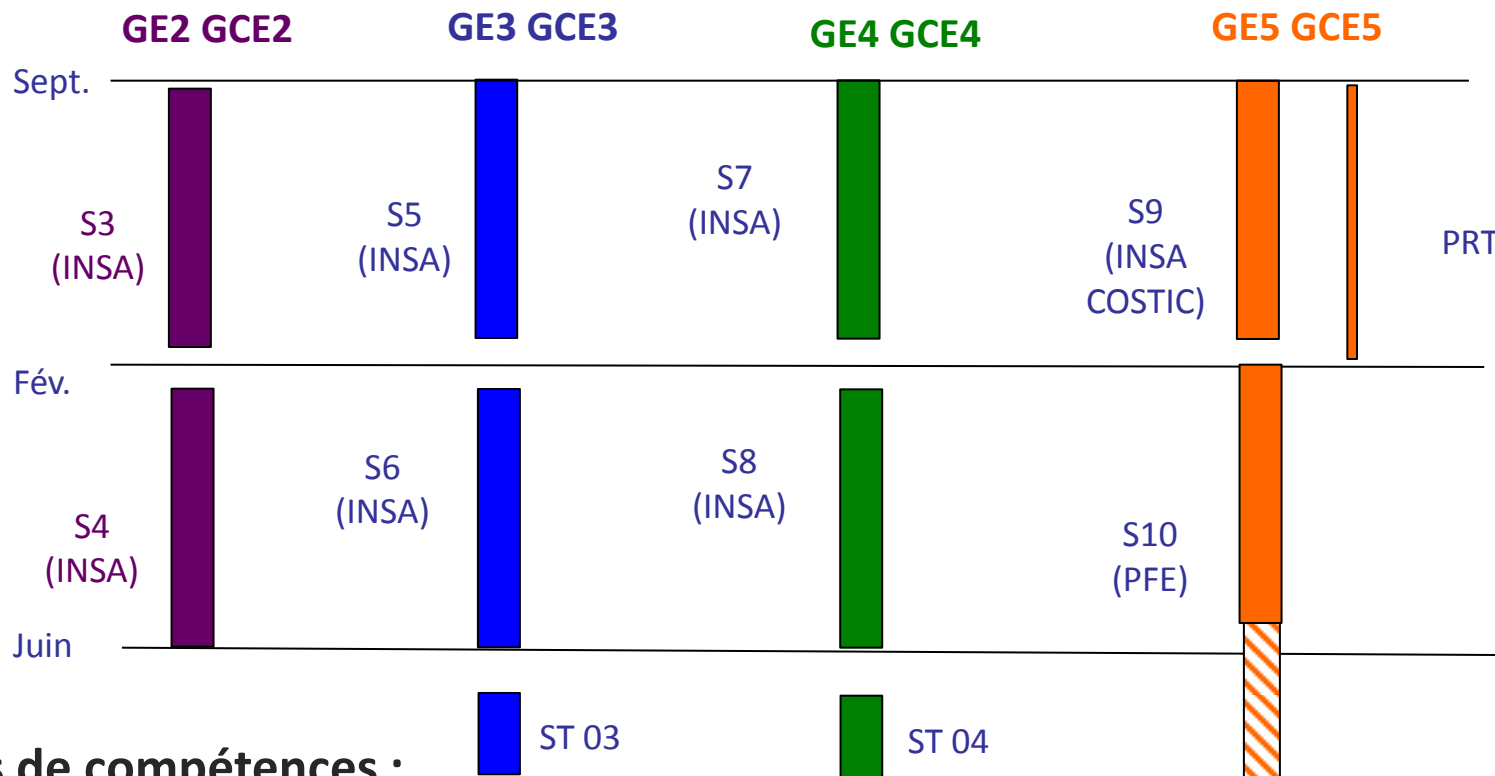 GE2 GCE2
GE3 GCE3
GE4 GCE4
GE5 GCE5
Sept.
S3
(INSA)
S5
(INSA)
S7
(INSA)
S9
(INSA
COSTIC)
PRT
Fév.
S4
(INSA)
S6
(INSA)
S8
(INSA)
S10
(PFE)
Juin
ST 03
ST 04
de compétences :